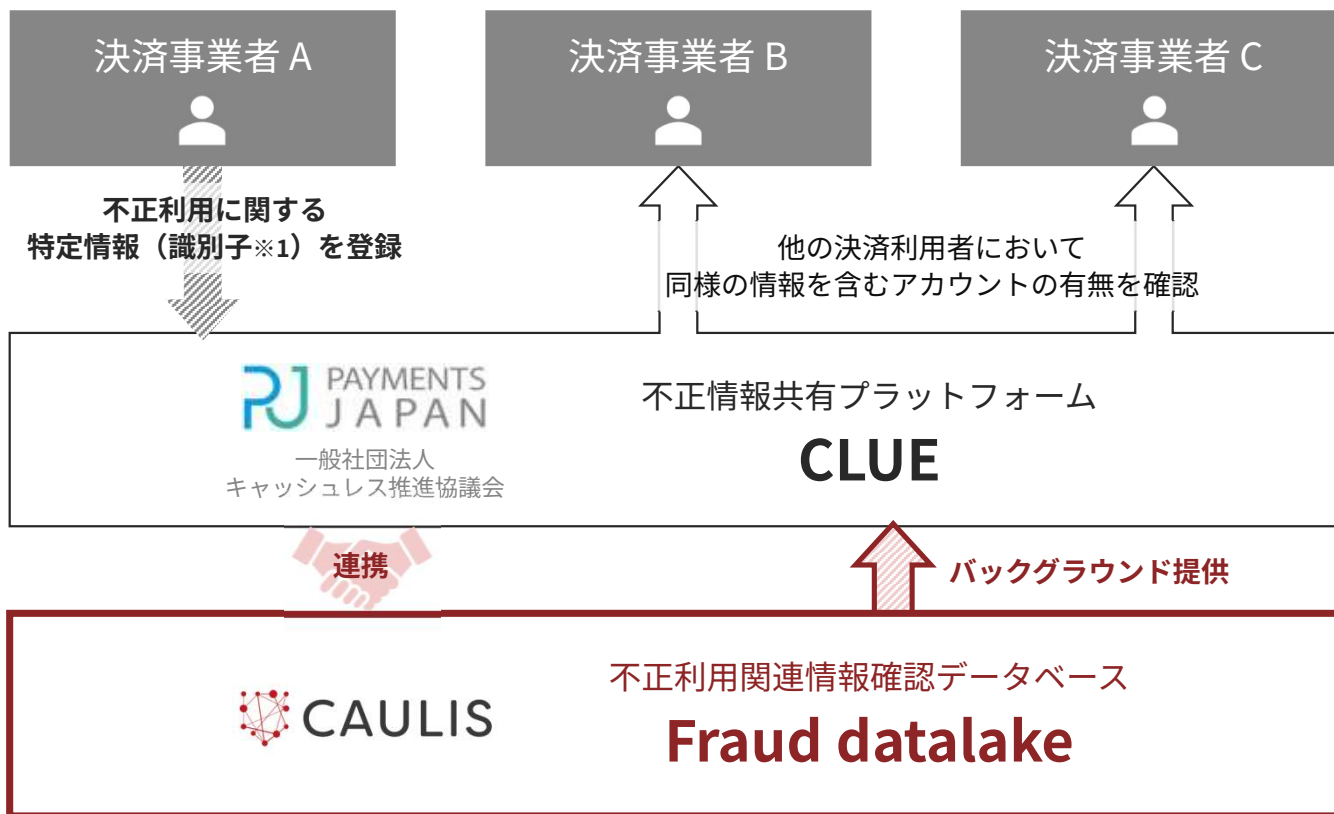 決済事業者 A
決済事業者 B
決済事業者 C
不正利用に関する
特定情報（識別子※1）を登録
他の決済利用者において
同様の情報を含むアカウントの有無を確認
PAYMENTS
JAPAN
一般社団法人
キャッシュレス推進協議会
不正情報共有プラットフォーム
CLUE
連携
バックグラウンド提供
CAULIS
不正利用関連情報確認データベース
Fraud datalake